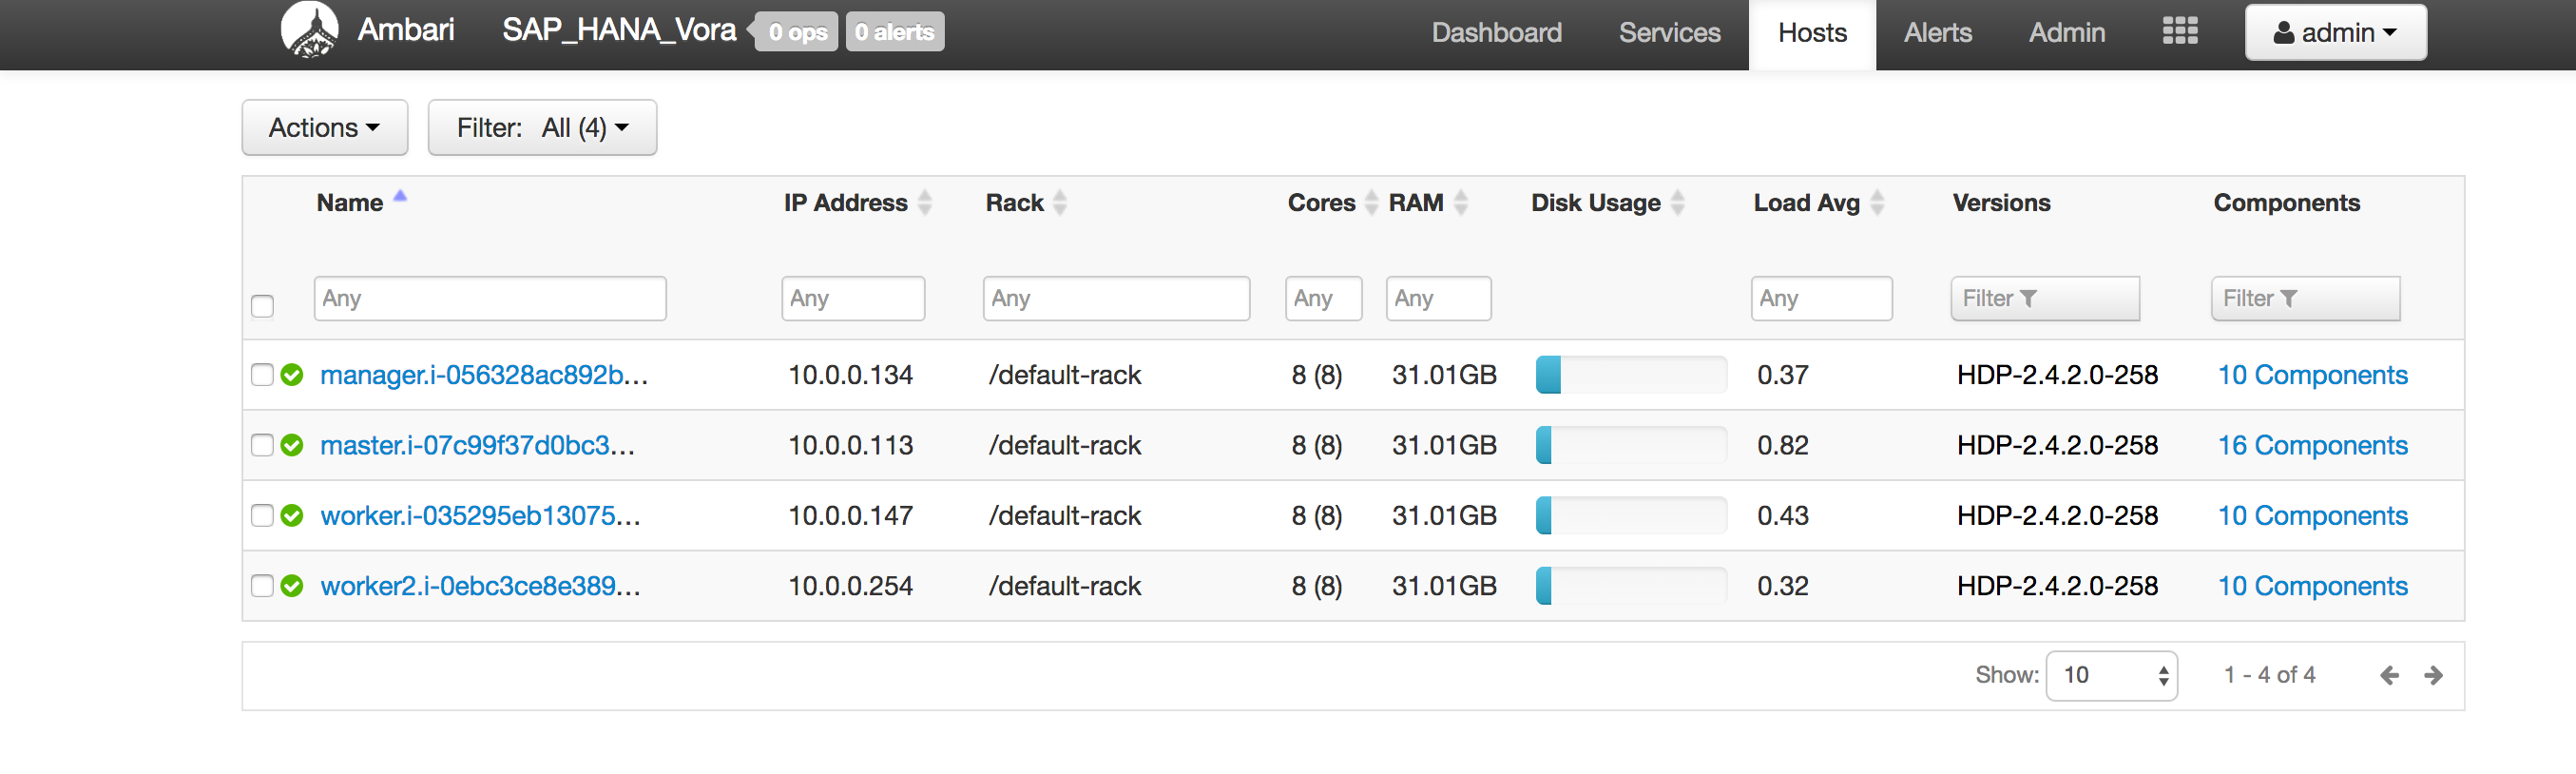 Ambari SAP_HANA_Vora 0 ops 0 alerts Dashboard Services Hosts Alerts Admin admin
Actions Filter: All (4)
Name IP Address Rack Cores RAM Disk Usage Load Avg Versions Components
Any Any Any Any Any Any Filter Filter
manager.i-056328ac892b... 10.0.0.134 /default-rack 8 (8) 31.01GB 0.37 HDP-2.4.2.0-258 10 Components
master.i-07c99f37d0bc3... 10.0.0.113 /default-rack 8 (8) 31.01GB 0.82 HDP-2.4.2.0-258 16 Components
worker.i-035295eb13075... 10.0.0.147 /default-rack 8 (8) 31.01GB 0.43 HDP-2.4.2.0-258 10 Components
worker2.i-0ebc3ce8e389... 10.0.0.254 /default-rack 8 (8) 31.01GB 0.32 HDP-2.4.2.0-258 10 Components
Show: 10 1 - 4 of 4